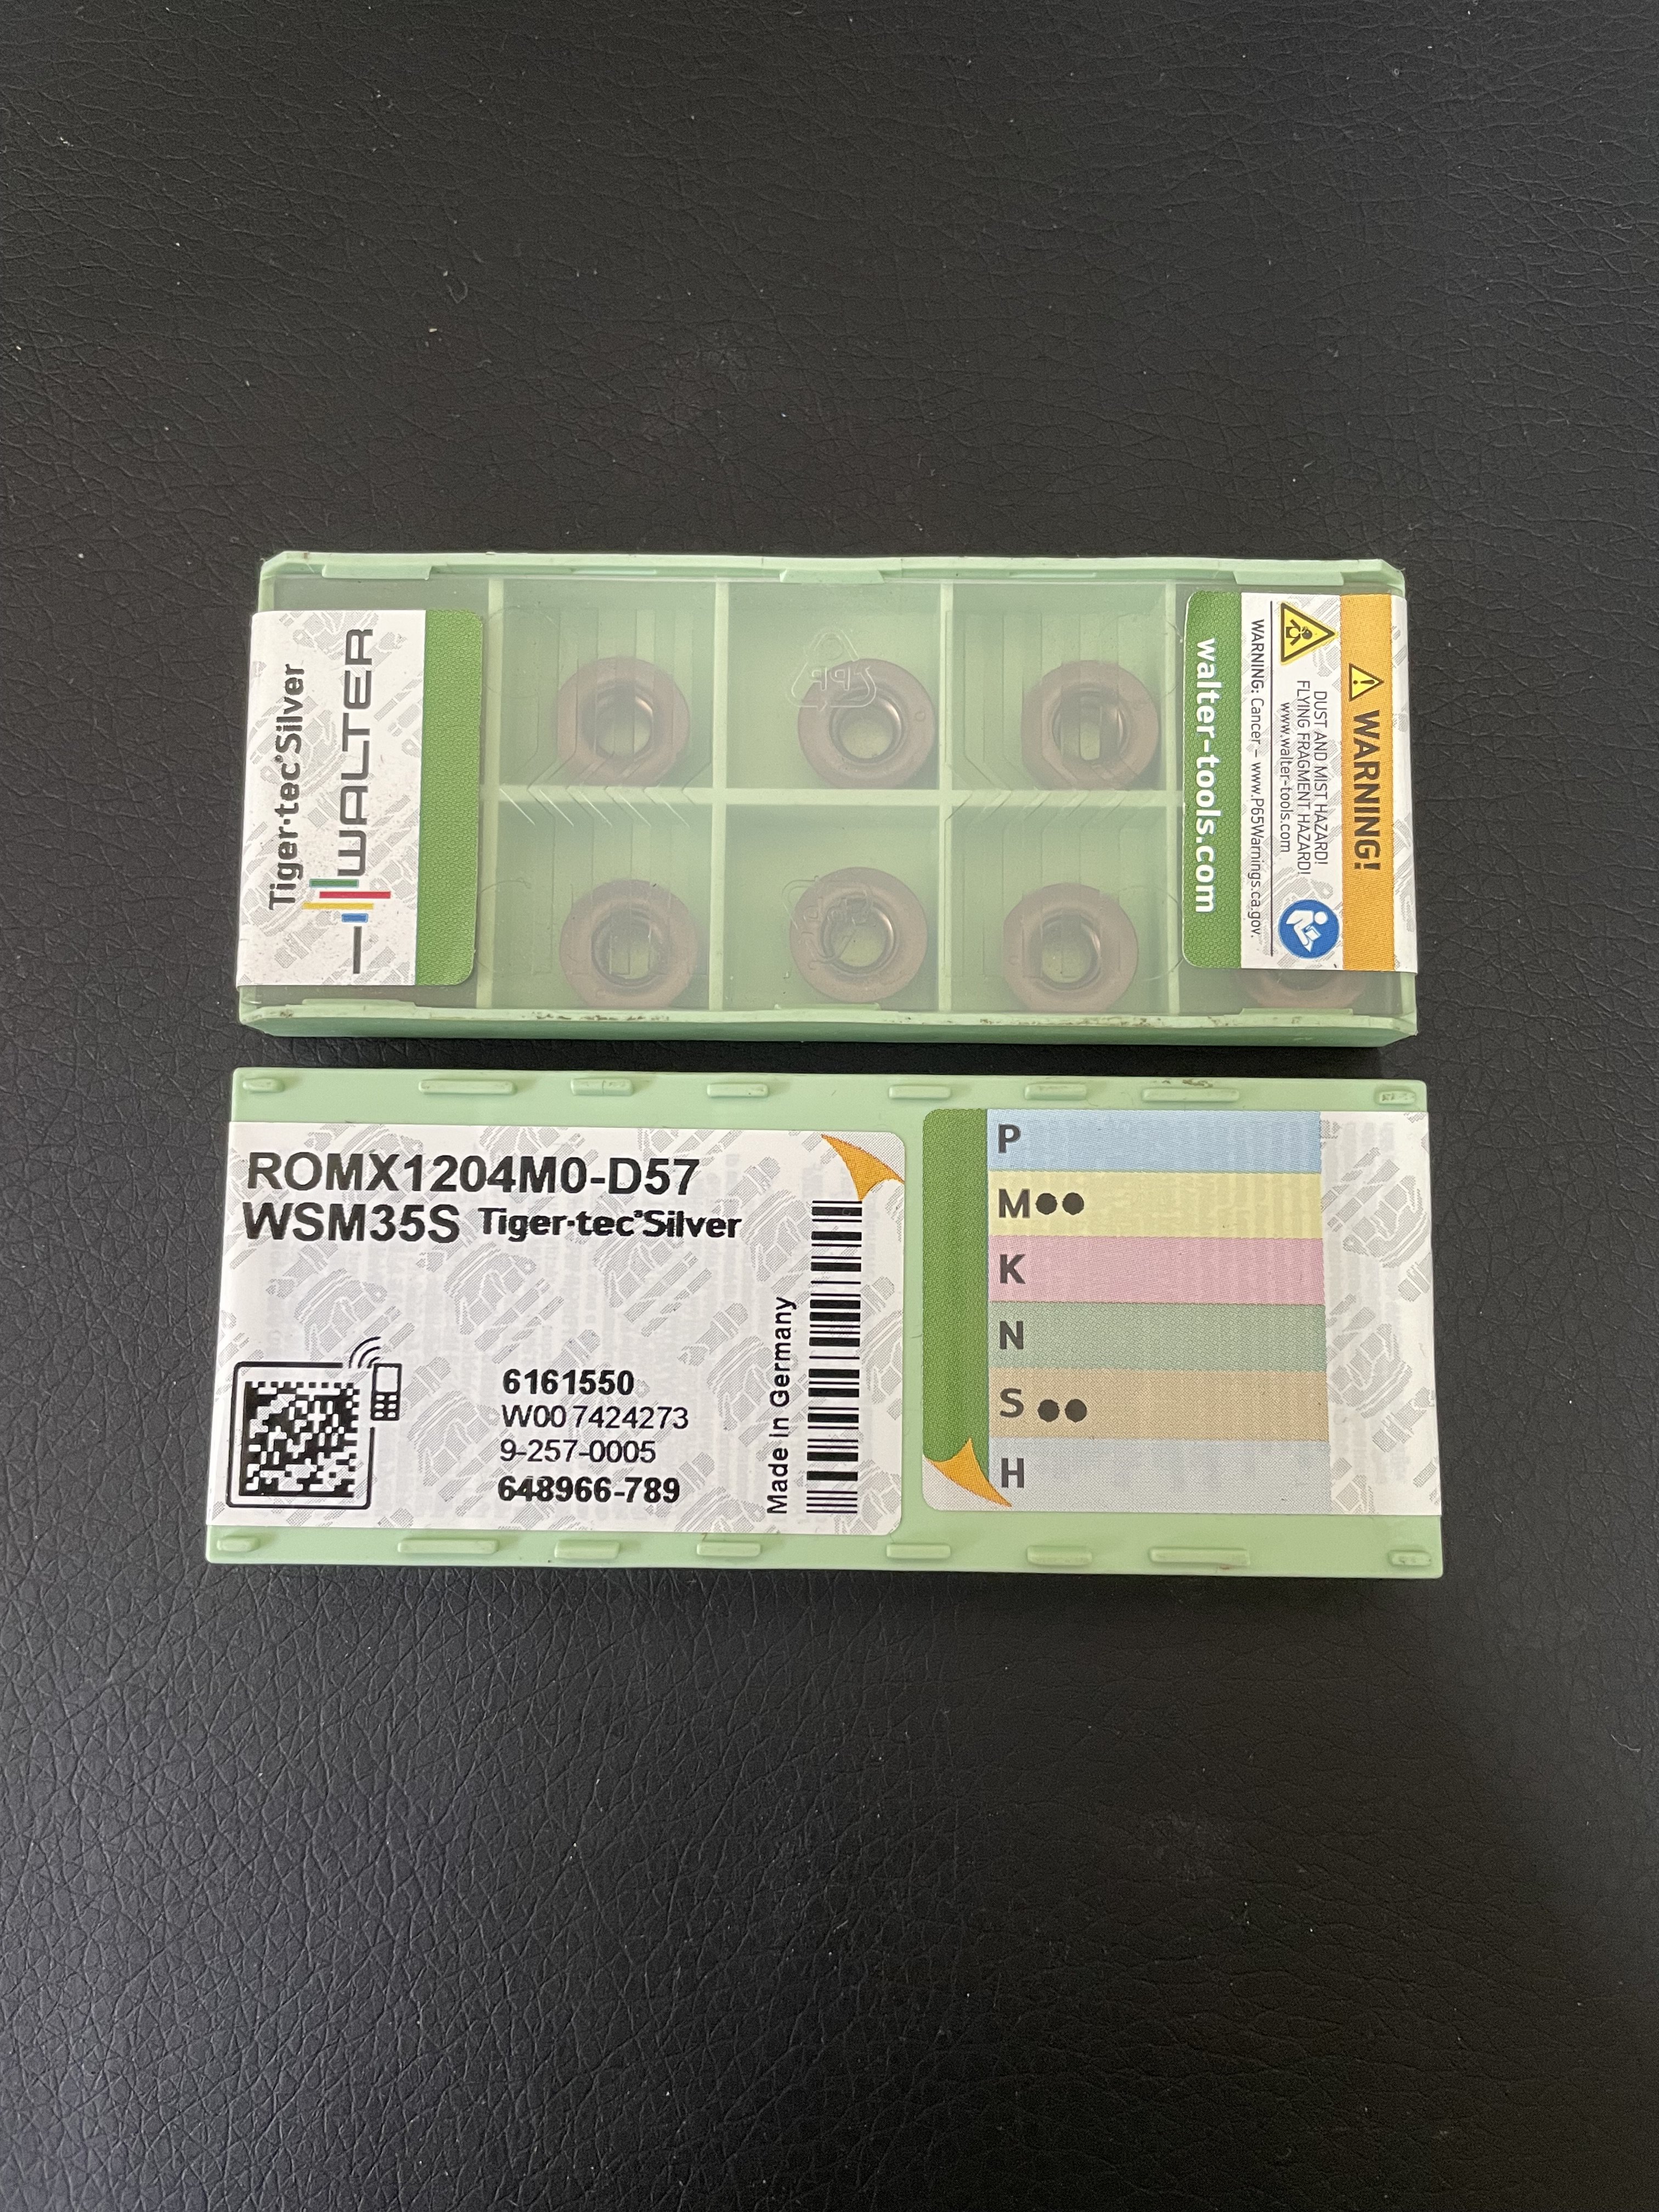 Tiger·tec®Silver
WALTER
PP
walter-tools.com
WARNING: Cancer – www.P65Warnings.ca.gov.
WARNING!
DUST AND MIST HAZARD!
FLYING FRAGMENT HAZARD!
www.walter-tools.com
ROMX1204M0-D57
WSM35S Tiger·tec®Silver
6161550
W00 7424273
9-257-0005
648966-789
Made in Germany
P
M●●
K
N
S ●●
H